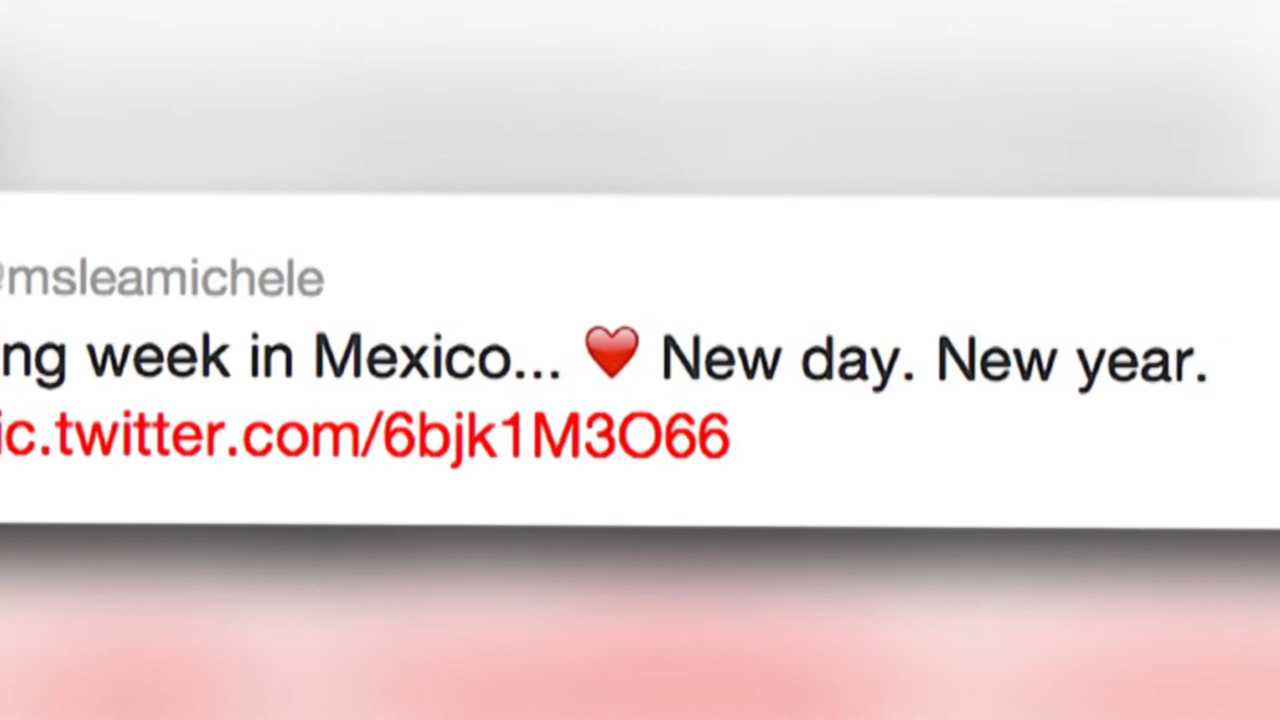 @msleamichele
ng week in Mexico... ❤️ New day. New year.
ic.twitter.com/6bjk1M3O66